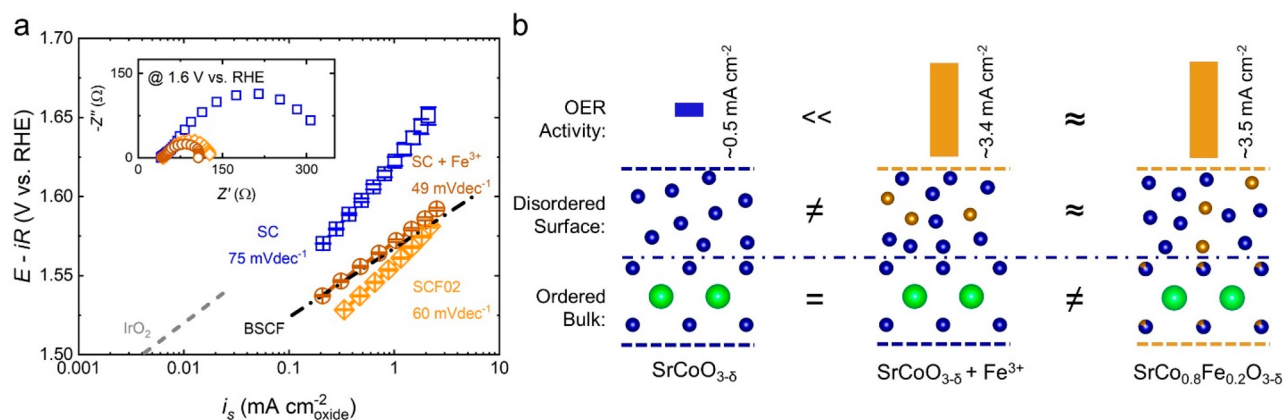 a
1.70
1.65
1.60
1.55
1.50
E - iR (V vs. RHE)
0.001
0.01
0.1
1
10
i_s (mA cm⁻²_oxide)
@ 1.6 V vs. RHE
150
75
0
-Z″ (Ω)
0
150
300
Z′ (Ω)
SC
75 mVdec⁻¹
SC + Fe³⁺
49 mVdec⁻¹
SCF02
60 mVdec⁻¹
BSCF
IrO₂
b
OER
Activity:
~0.5 mA cm⁻²
<<
~3.4 mA cm⁻²
≈
~3.5 mA cm⁻²
Disordered
Surface:
≠
≈
Ordered
Bulk:
=
≠
SrCoO₃₋δ
SrCoO₃₋δ + Fe³⁺
SrCo₀.₈Fe₀.₂O₃₋δ